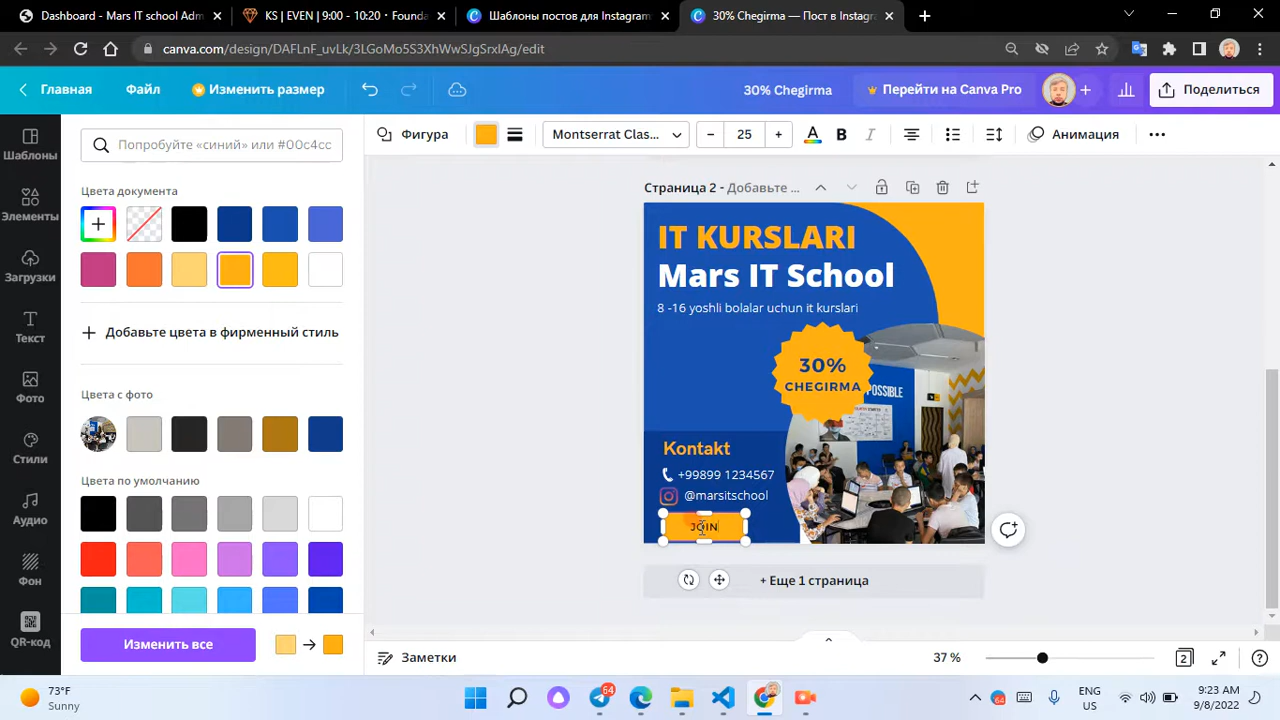 Dashboard - Mars IT school Adm
KS | EVEN | 9:00 - 10:20 • Founda
Шаблоны постов для Instagram
30% Chegirma — Пост в Instagra
canva.com/design/DAFLnF_uvLk/3LGoMo5S3XhWwSJgSrxlAg/edit
Главная
Файл
Изменить размер
30% Chegirma
Перейти на Canva Pro
Поделиться
Шаблоны
Элементы
Загрузки
Текст
Фото
Стили
Аудио
Фон
QR-код
Попробуйте «синий» или #00c4cc
Цвета документа
Добавьте цвета в фирменный стиль
Цвета с фото
Цвета по умолчанию
Изменить все
Фигура
Montserrat Clas...
25
A
B
I
Анимация
Страница 2 - Добавьте ...
IT KURSLARI
Mars IT School
8 -16 yoshli bolalar uchun it kurslari
30%
CHEGIRMA
POSSIBLE
Kontakt
+99899 1234567
@marsitschool
JOIN
+ Еще 1 страница
Заметки
37 %
2
73°F
Sunny
64
64
ENG
US
9:23 AM
9/8/2022